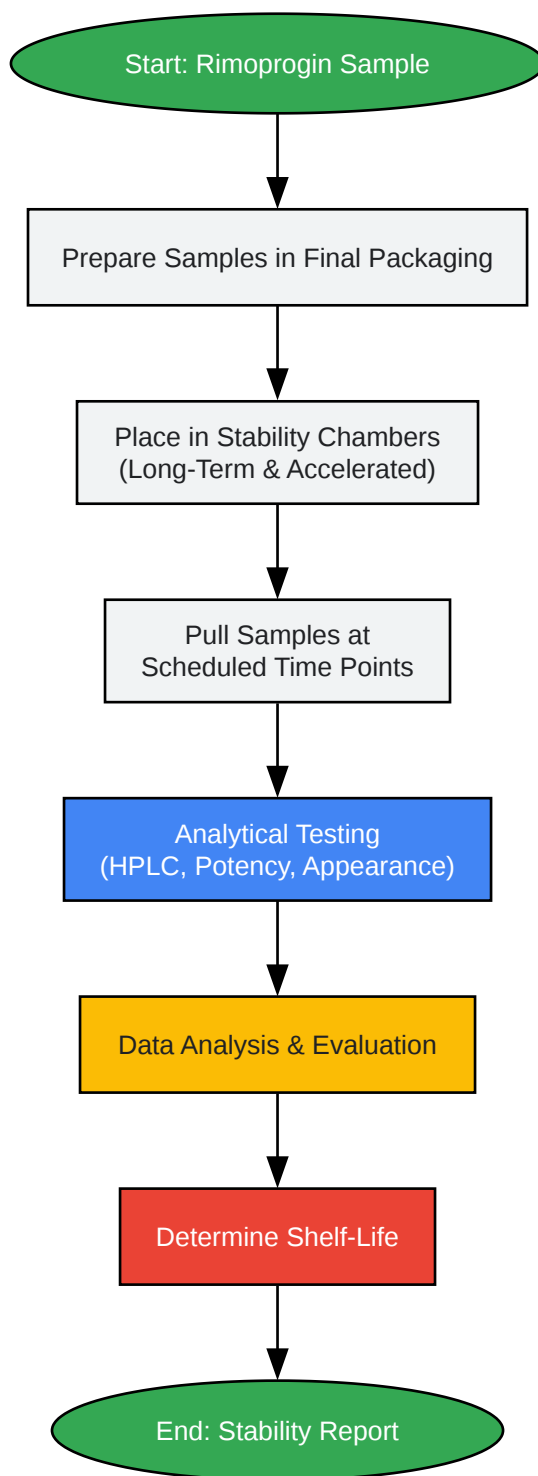 Start: Rimoprogin Sample
Prepare Samples in Final Packaging
Place in Stability Chambers
(Long-Term & Accelerated)
Pull Samples at
Scheduled Time Points
Analytical Testing
(HPLC, Potency, Appearance)
Data Analysis & Evaluation
Determine Shelf-Life
End: Stability Report